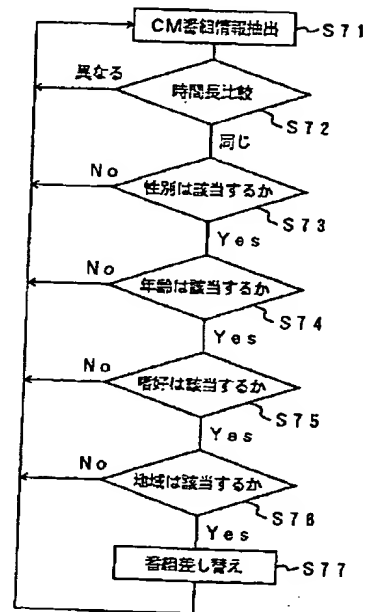 CM番組情報抽出
S71
異なる
時間長比較
S72
同じ
No
性別は該当するか
S73
Yes
No
年齢は該当するか
S74
Yes
No
嗜好は該当するか
S75
Yes
No
地域は該当するか
S76
Yes
番組差し替え
S77